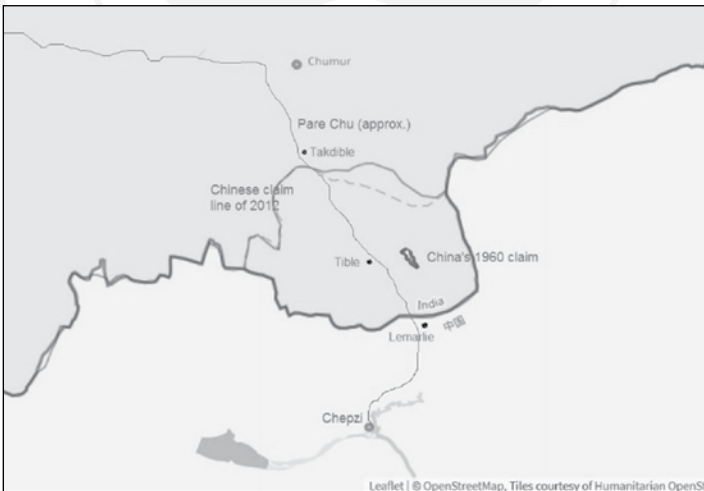 Chumur
Pare Chu (approx.)
Takdible
Chinese claim
line of 2012
China's 1960 claim
Tible
India
中国
Lemarlie
Chepzi
Leaflet | © OpenStreetMap, Tiles courtesy of Humanitarian OpenSt